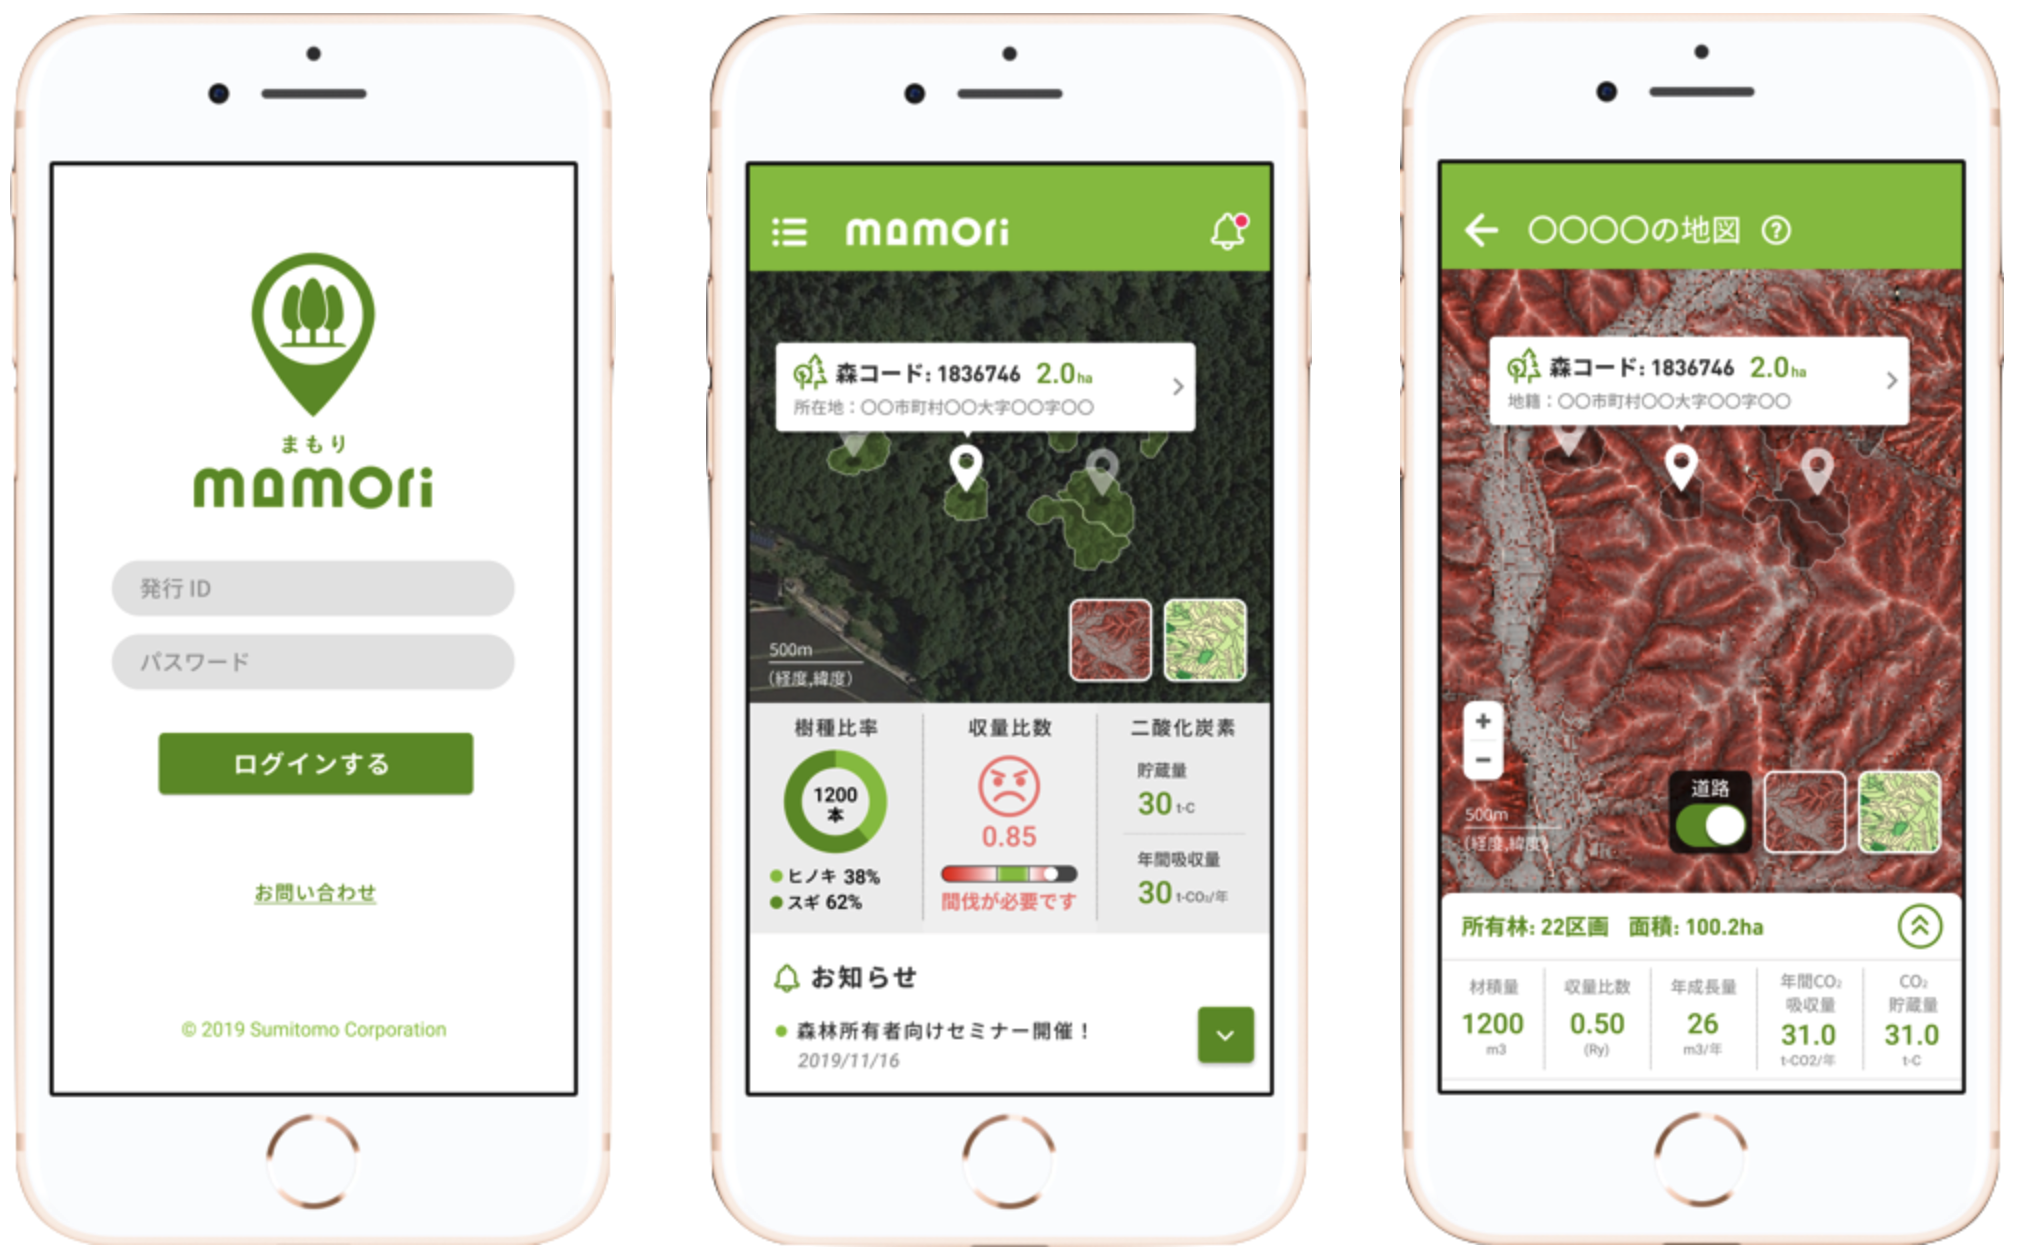 まもり
mamori
発行 ID
パスワード
ログインする
お問い合わせ
© 2019 Sumitomo Corporation
mamori
森コード: 1836746 2.0 ha
所在地：〇〇市町村〇〇大字〇〇字〇〇
500m
(経度,緯度)
樹種比率
1200
本
ヒノキ 38%
スギ 62%
収量比数
0.85
間伐が必要です
二酸化炭素
貯蔵量
30 t-C
年間吸収量
30 t-CO₂/年
お知らせ
森林所有者向けセミナー開催！
2019/11/16
〇〇〇〇の地図 ?
森コード: 1836746 2.0 ha
地籍：〇〇市町村〇〇大字〇〇字〇〇
+
−
道路
500m
(経度,緯度)
所有林: 22区画 面積: 100.2ha
材積量
1200
m3
収量比数
0.50
(Ry)
年成長量
26
m3/年
年間CO₂
吸収量
31.0
t-CO2/年
CO₂
貯蔵量
31.0
t-C